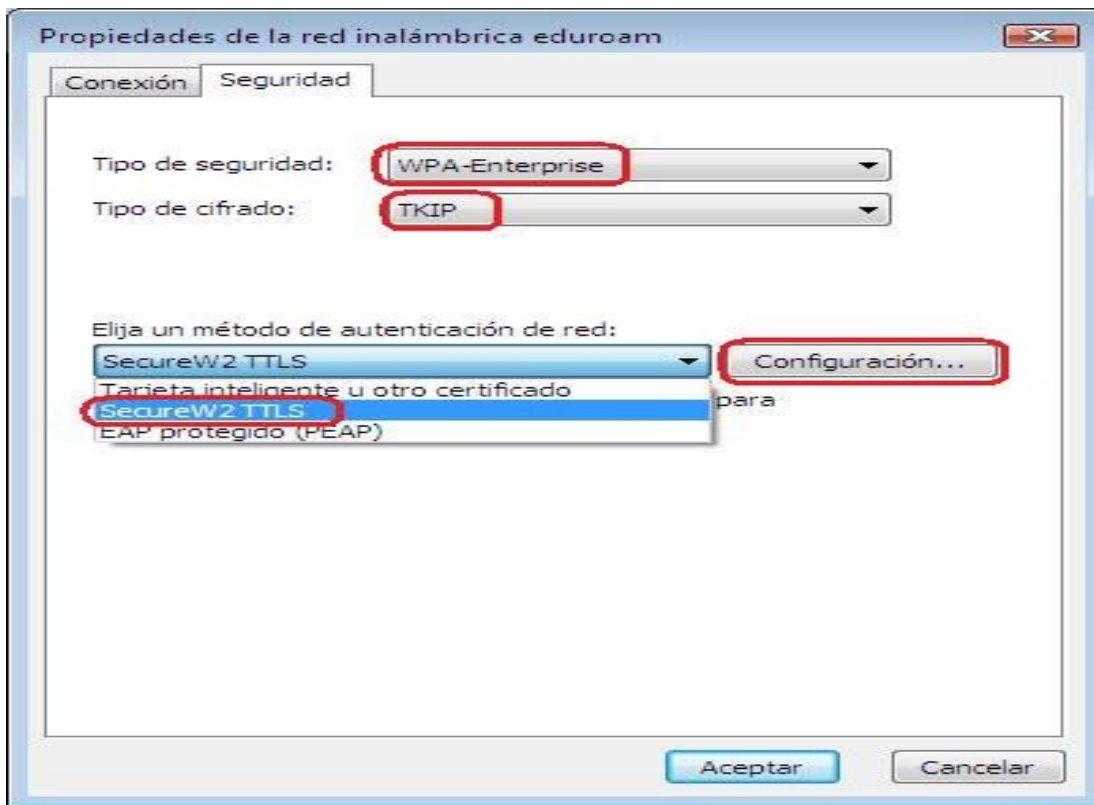 Propiedades de la red inalámbrica eduroam
Conexión Seguridad
Tipo de seguridad: WPA-Enterprise
Tipo de cifrado: TKIP
Elija un método de autenticación de red:
SecureW2 TTLS Configuración...
Tarjeta inteligente u otro certificado
para
SecureW2 TTLS
EAP protegido (PEAP)
Aceptar Cancelar